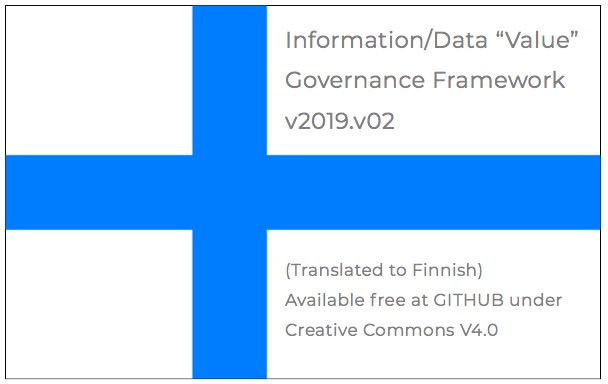 Information/Data “Value”
Governance Framework
v2019.v02
(Translated to Finnish)
Available free at GITHUB under
Creative Commons V4.0